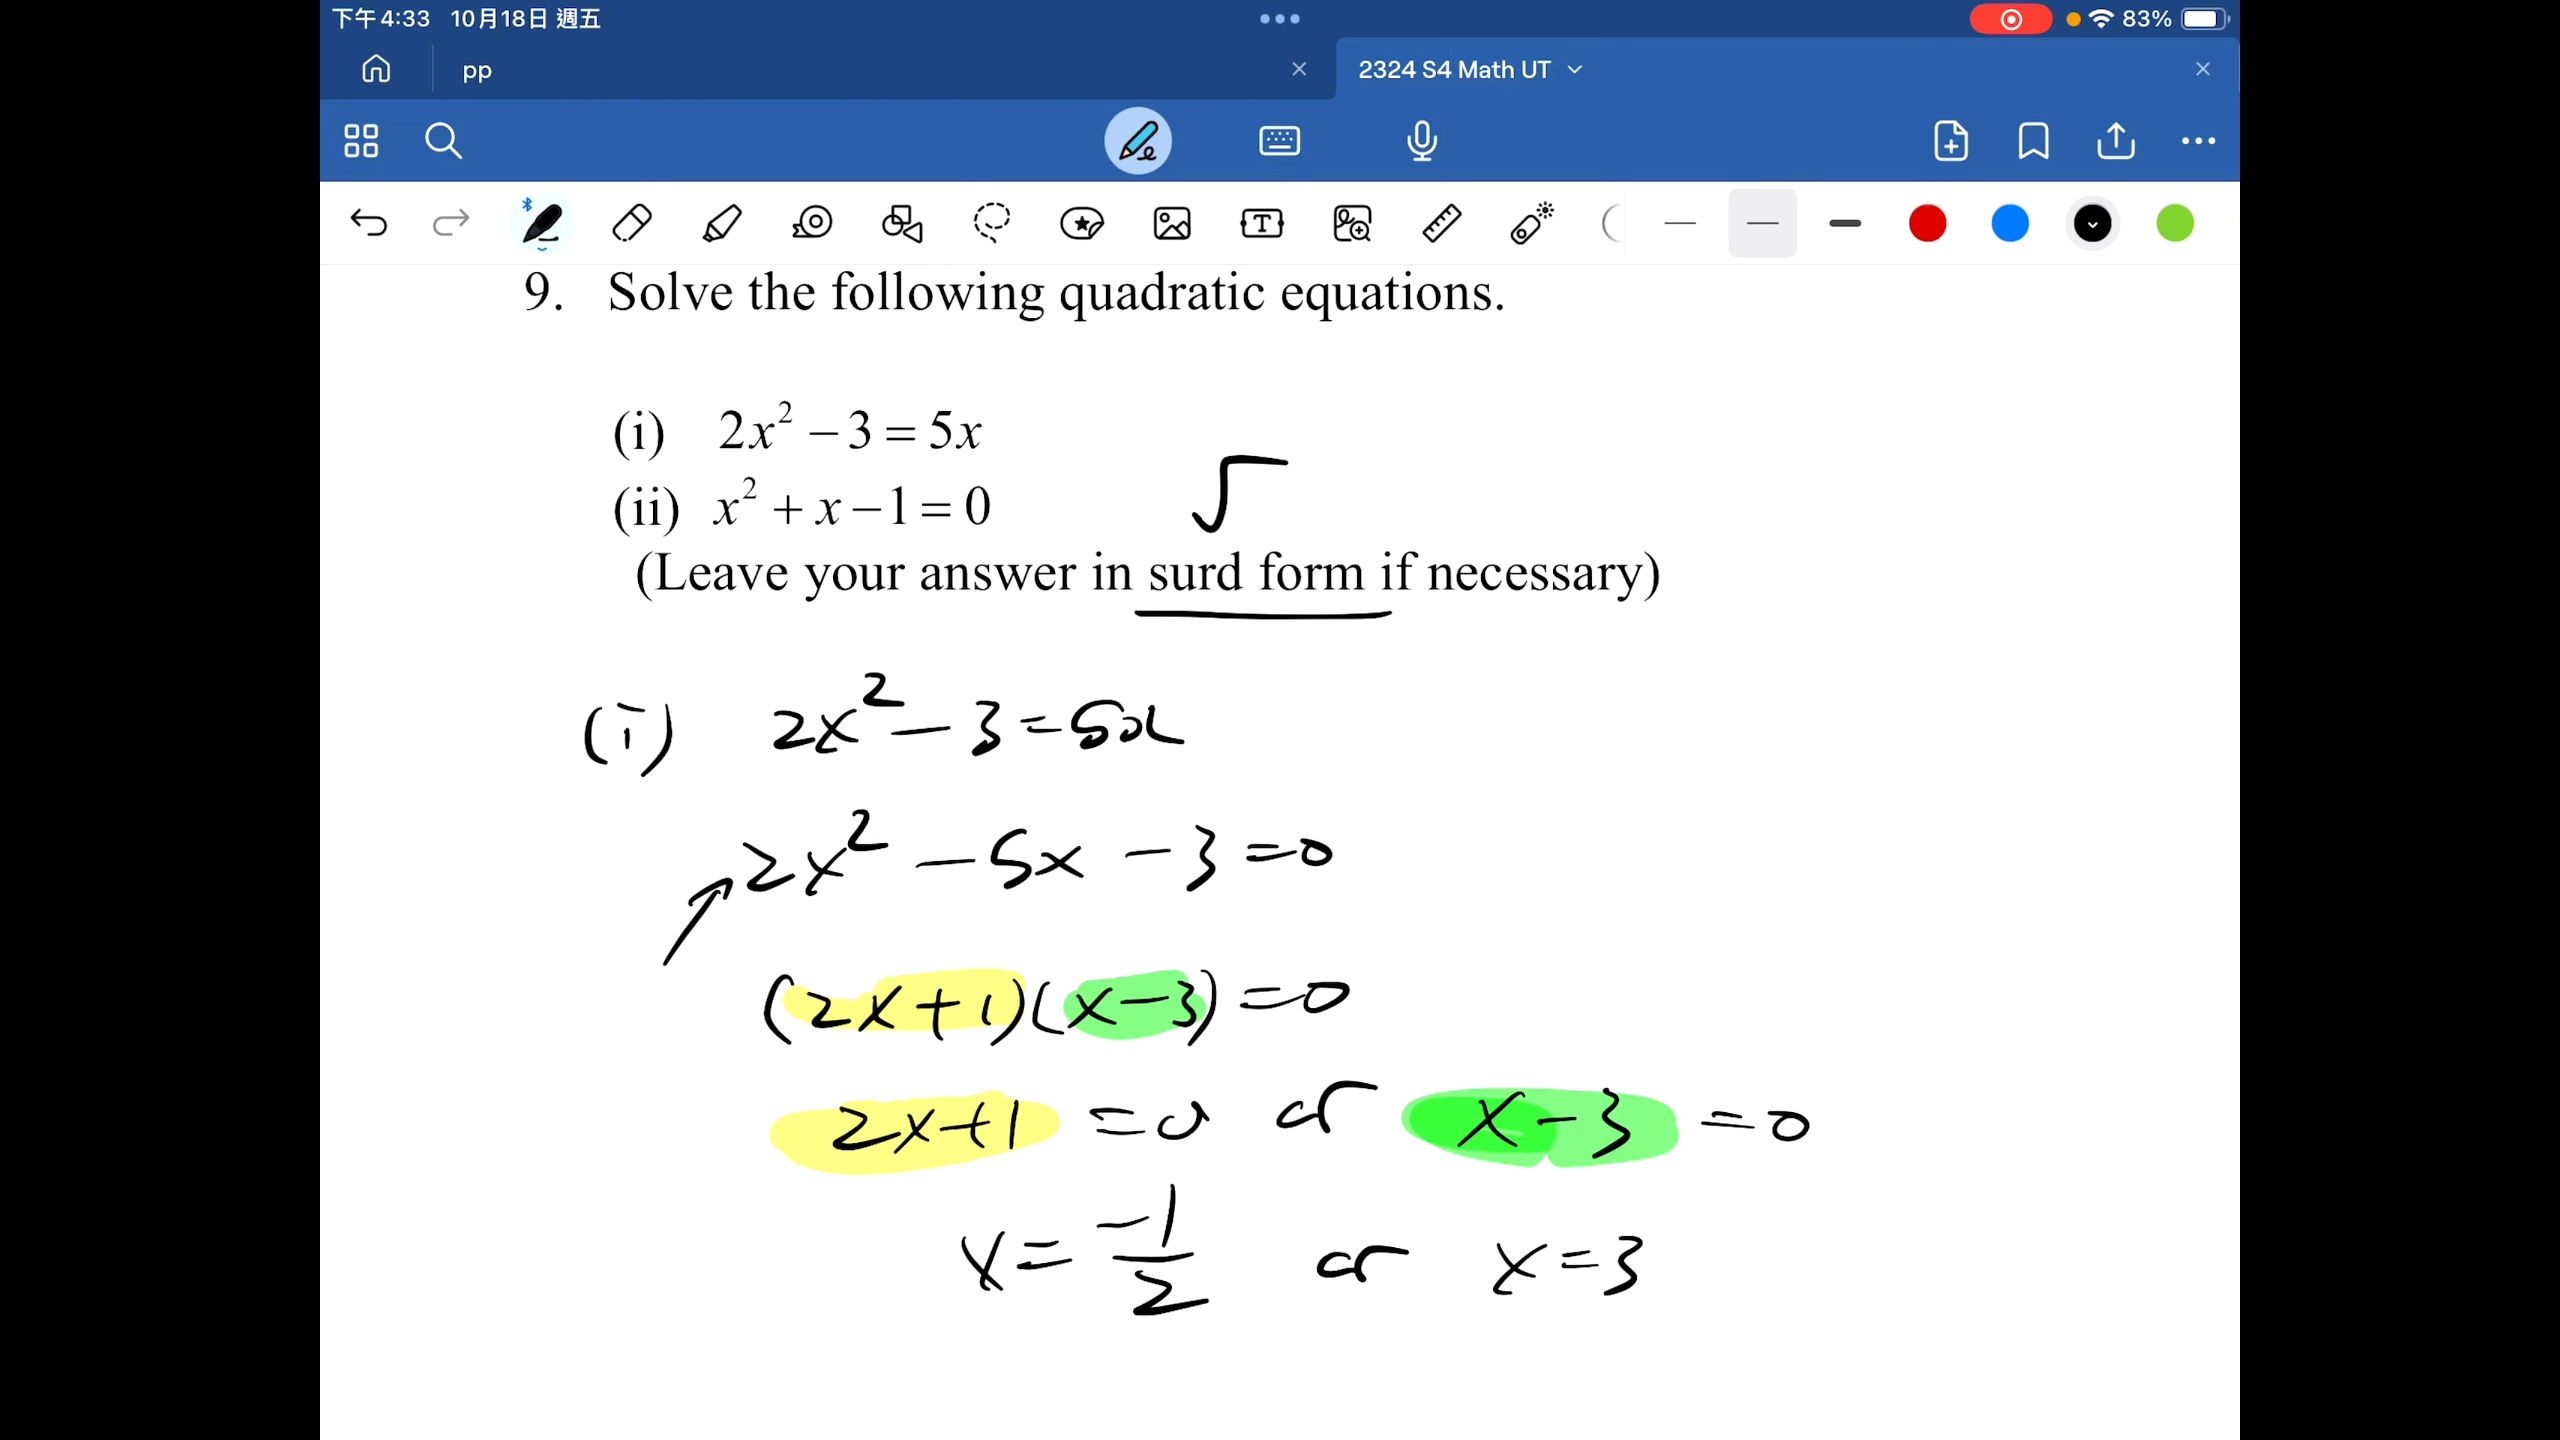 下午4:33 10月18日 週五
83%
pp
2324 S4 Math UT
9. Solve the following quadratic equations.
(i) 2x² − 3 = 5x
(ii) x² + x − 1 = 0
√
(Leave your answer in surd form if necessary)
(i) 2x² − 3 = 5x
2x² − 5x − 3 = 0
(2x+1)(x−3) = 0
2x+1 = 0 or x−3 = 0
x = −1/2 or x = 3